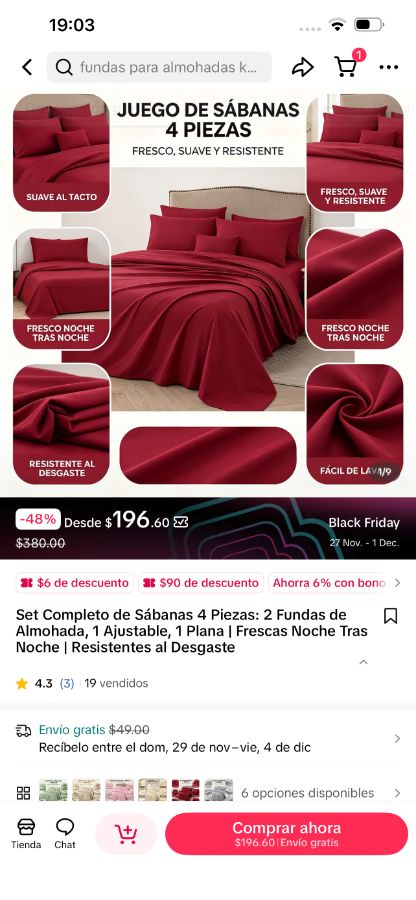 19:03
fundas para almohadas k...
1
JUEGO DE SÁBANAS
4 PIEZAS
FRESCO, SUAVE Y RESISTENTE
SUAVE AL TACTO
FRESCO, SUAVE
Y RESISTENTE
FRESCO NOCHE
TRAS NOCHE
FRESCO NOCHE
TRAS NOCHE
RESISTENTE AL
DESGASTE
FÁCIL DE LAV
1/9
-48% Desde $196.60
Black Friday
$380.00
27 Nov. - 1 Dec.
$6 de descuento
$90 de descuento
Ahorra 6% con bono
Set Completo de Sábanas 4 Piezas: 2 Fundas de
Almohada, 1 Ajustable, 1 Plana | Frescas Noche Tras
Noche | Resistentes al Desgaste
4.3 (3) 19 vendidos
Envío gratis $49.00
Recíbelo entre el dom, 29 de nov–vie, 4 de dic
6 opciones disponibles
Tienda
Chat
Comprar ahora
$196.60 | Envío gratis